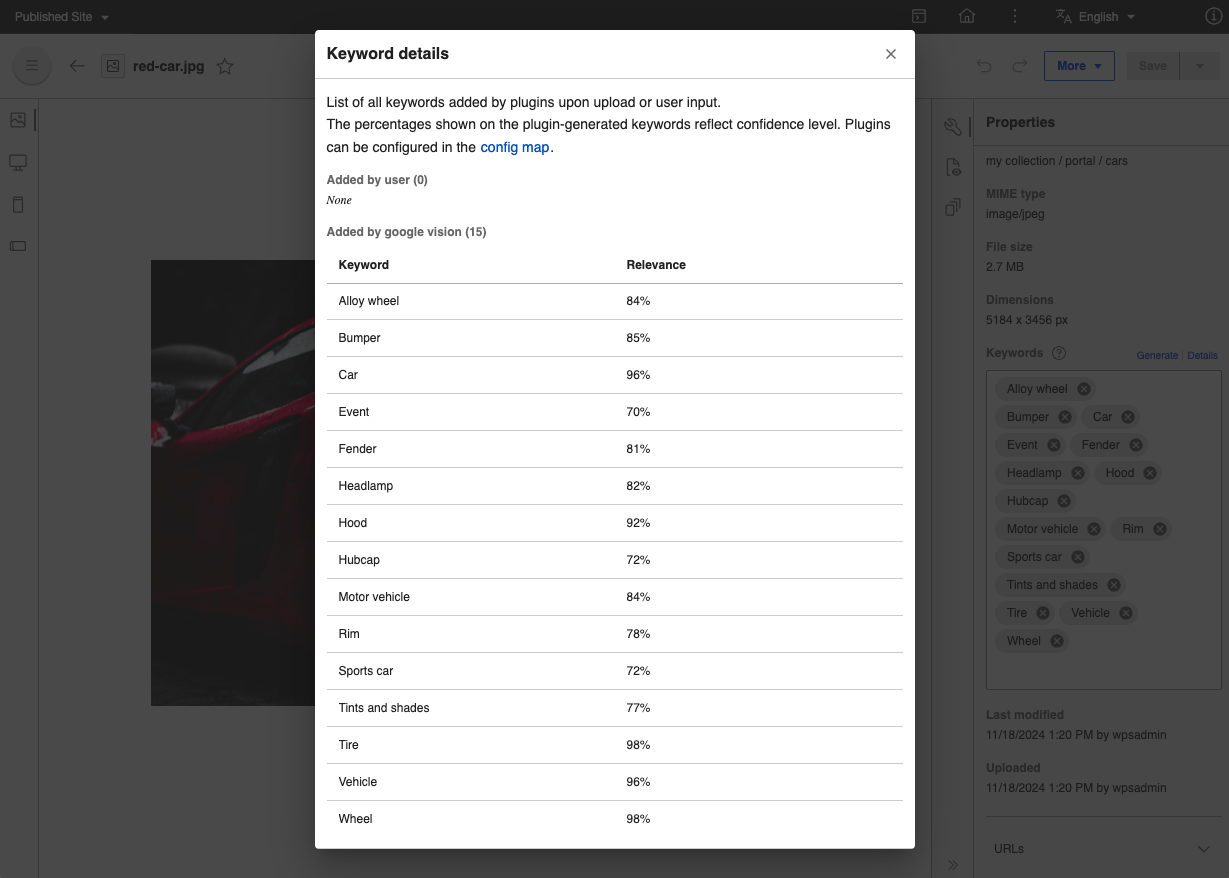 Published Site
English
red-car.jpg
More
Save
Keyword details
List of all keywords added by plugins upon upload or user input.
The percentages shown on the plugin-generated keywords reflect confidence level. Plugins
can be configured in the config map.
Added by user (0)
None
Added by google vision (15)
Keyword Relevance
Alloy wheel 84%
Bumper 85%
Car 96%
Event 70%
Fender 81%
Headlamp 82%
Hood 92%
Hubcap 72%
Motor vehicle 84%
Rim 78%
Sports car 72%
Tints and shades 77%
Tire 98%
Vehicle 96%
Wheel 98%
Properties
my collection / portal / cars
MIME type
image/jpeg
File size
2.7 MB
Dimensions
5184 x 3456 px
Keywords Generate Details
Alloy wheel
Bumper Car
Event Fender
Headlamp Hood
Hubcap
Motor vehicle Rim
Sports car
Tints and shades
Tire Vehicle
Wheel
Last modified
11/18/2024 1:20 PM by wpsadmin
Uploaded
11/18/2024 1:20 PM by wpsadmin
URLs